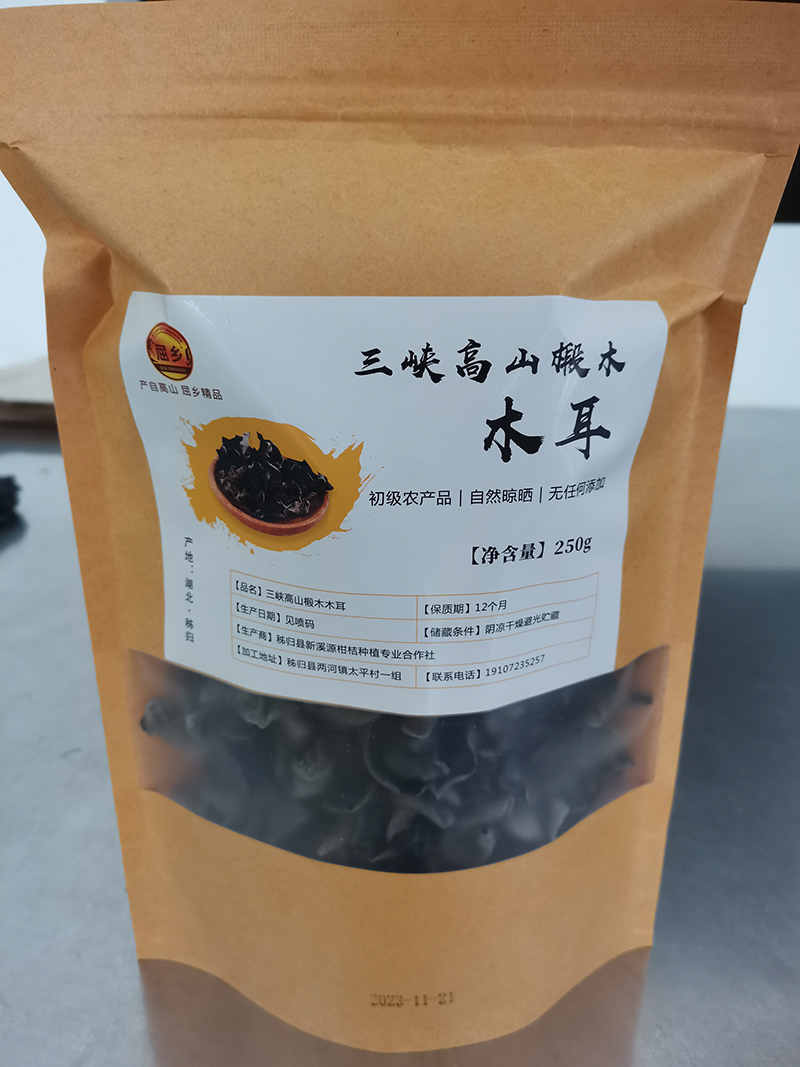 屈乡
产自高山 屈乡精品
三峡高山椴木
木耳
初级农产品 | 自然晾晒 | 无任何添加
【净含量】250g
产地：湖北·秭归
【品名】三峡高山椴木木耳
【生产日期】见喷码
【保质期】12个月
【储藏条件】阴凉干燥避光贮藏
【生产商】秭归县新溪源柑桔种植专业合作社
【加工地址】秭归县两河镇太平村一组
【联系电话】19107235257
2023-11-21